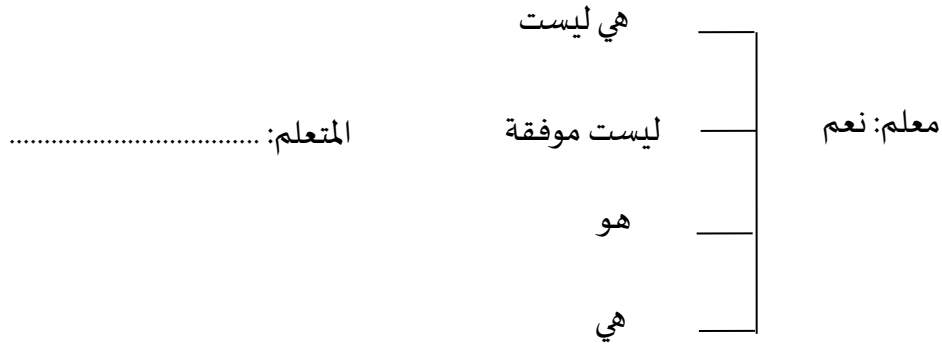 هي ليست
معلم: نعم ليست موفقة المتعلم: ..................................
هو
هي